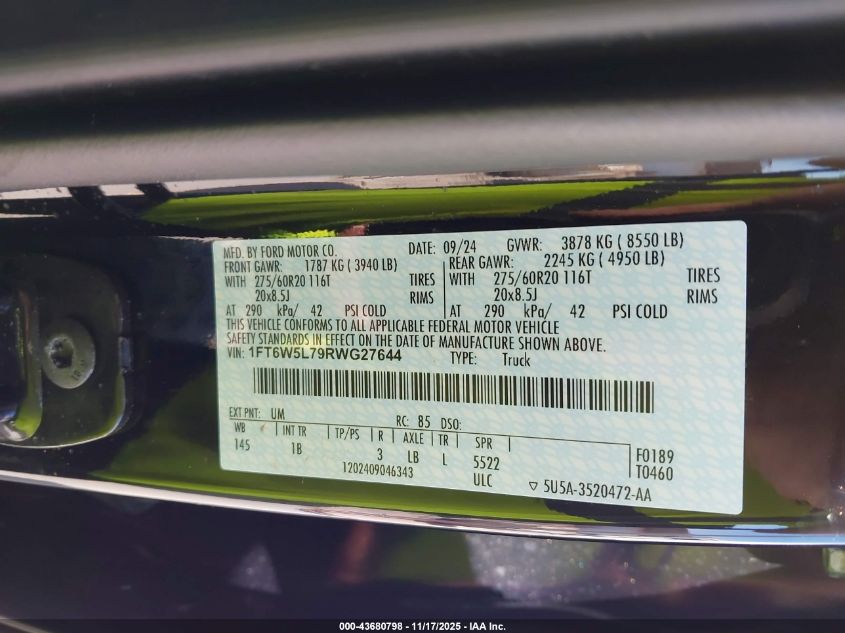 MFD. BY FORD MOTOR CO. DATE: 09/24 GVWR: 3878 KG ( 8550 LB)
FRONT GAWR: 1787 KG ( 3940 LB) REAR GAWR: 2245 KG ( 4950 LB)
WITH 275/60R20 116T TIRES WITH 275/60R20 116T TIRES
20x8.5J RIMS 20x8.5J RIMS
AT 290 kPa/ 42 PSI COLD AT 290 kPa/ 42 PSI COLD
THIS VEHICLE CONFORMS TO ALL APPLICABLE FEDERAL MOTOR VEHICLE
SAFETY STANDARDS IN EFFECT ON THE DATE OF MANUFACTURE SHOWN ABOVE.
VIN: 1FT6W5L79RWG27644 TYPE: Truck
EXT PNT: UM RC: 85 DSO:
WB INT TR TP/PS R AXLE TR SPR F0189
145 1B 3 LB L 5522 T0460
1202409046343 ULC ▽ 5U5A-3520472-AA
000-43680798 - 11/17/2025 - IAA Inc.